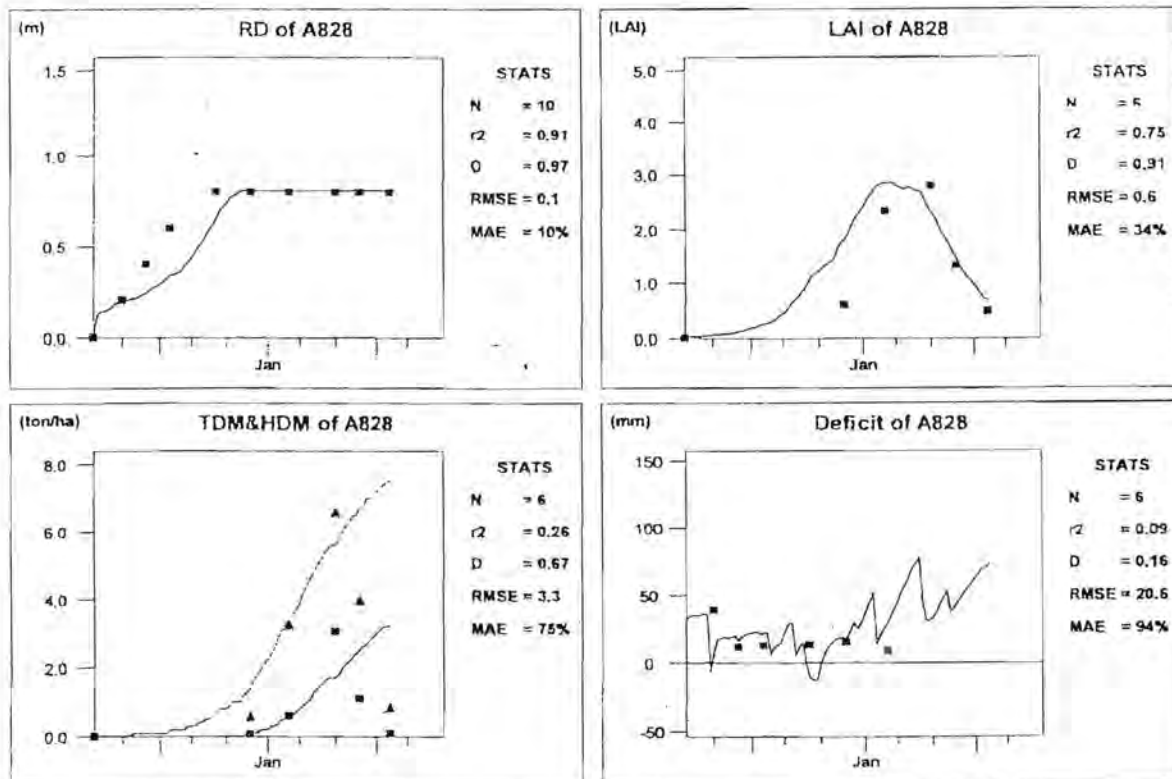 (m)
RD of A828
1.5
1.0
0.5
0.0
Jan
STATS
N = 10
r2 = 0.91
D = 0.97
RMSE = 0.1
MAE = 10%
(LAI)
LAI of A828
5.0
4.0
3.0
2.0
1.0
0.0
Jan
STATS
N = 5
r2 = 0.75
D = 0.91
RMSE = 0.6
MAE = 34%
(ton/ha)
TDM&HDM of A828
8.0
6.0
4.0
2.0
0.0
Jan
STATS
N = 6
r2 = 0.26
D = 0.67
RMSE = 3.3
MAE = 75%
(mm)
Deficit of A828
150
100
50
0
-50
Jan
STATS
N = 6
r2 = 0.09
D = 0.16
RMSE = 20.6
MAE = 94%